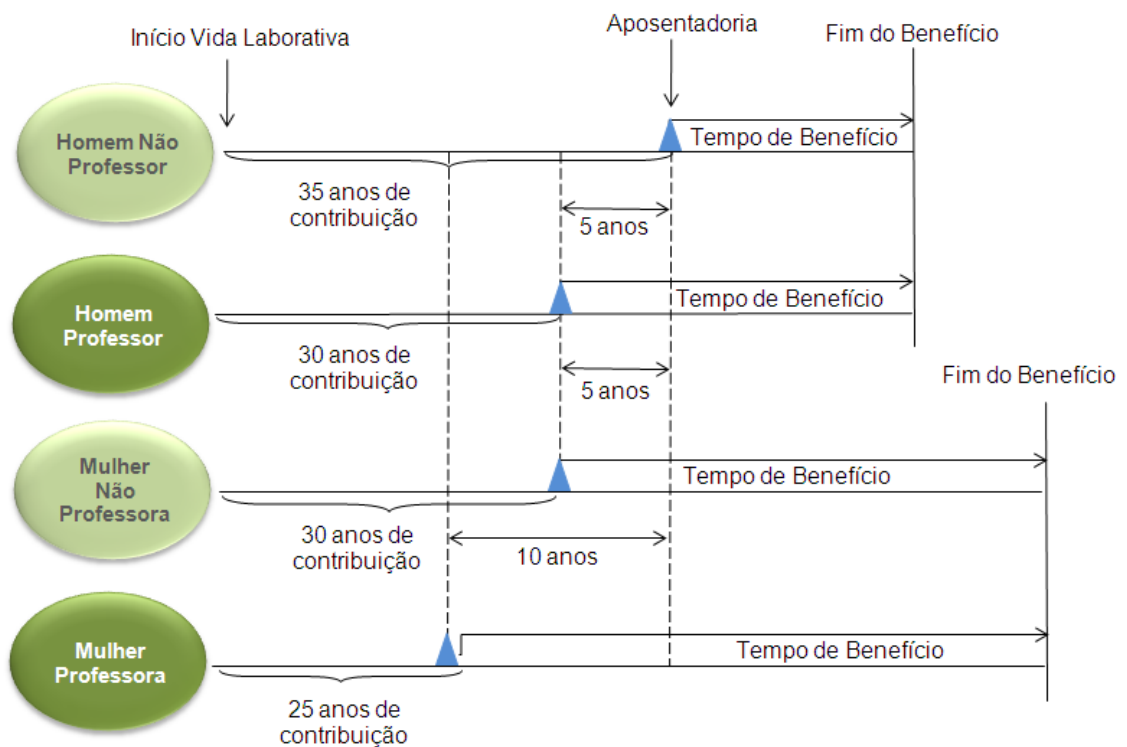 Início Vida Laborativa
Aposentadoria
Fim do Benefício
Homem Não
Professor
Tempo de Benefício
35 anos de
contribuição
5 anos
Homem
Professor
Tempo de Benefício
30 anos de
contribuição
5 anos
Fim do Benefício
Mulher
Não
Professora
Tempo de Benefício
30 anos de
contribuição
10 anos
Mulher
Professora
Tempo de Benefício
25 anos de
contribuição